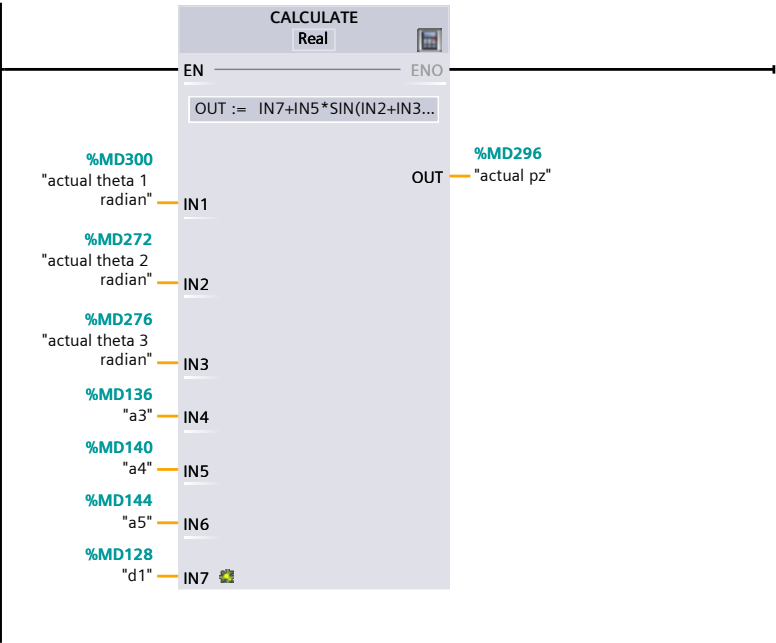 CALCULATE
Real
EN
ENO
OUT := IN7+IN5*SIN(IN2+IN3...
%MD300
"actual theta 1
radian"
IN1
%MD296
OUT
"actual pz"
%MD272
"actual theta 2
radian"
IN2
%MD276
"actual theta 3
radian"
IN3
%MD136
"a3"
IN4
%MD140
"a4"
IN5
%MD144
"a5"
IN6
%MD128
"d1"
IN7